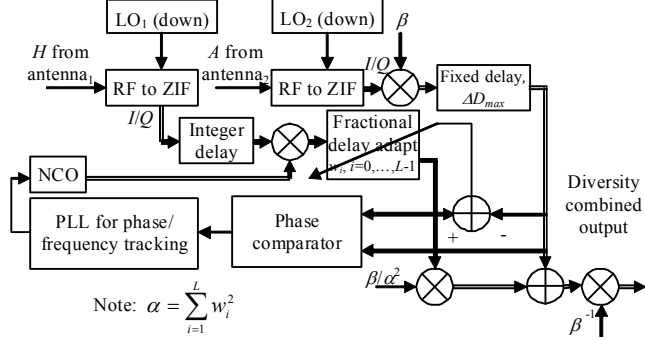 LO1 (down)
LO2 (down)
β
H from
antenna1
RF to ZIF
A from
antenna2
RF to ZIF
I/Q
Fixed delay,
ΔDmax
I/Q
Integer
delay
Fractional
delay adapt
wi, i=0,…,L-1
NCO
PLL for phase/
frequency tracking
Phase
comparator
+
-
Diversity
combined
output
β/α²
β-1
Note: α = ∑ i=1 L wi²